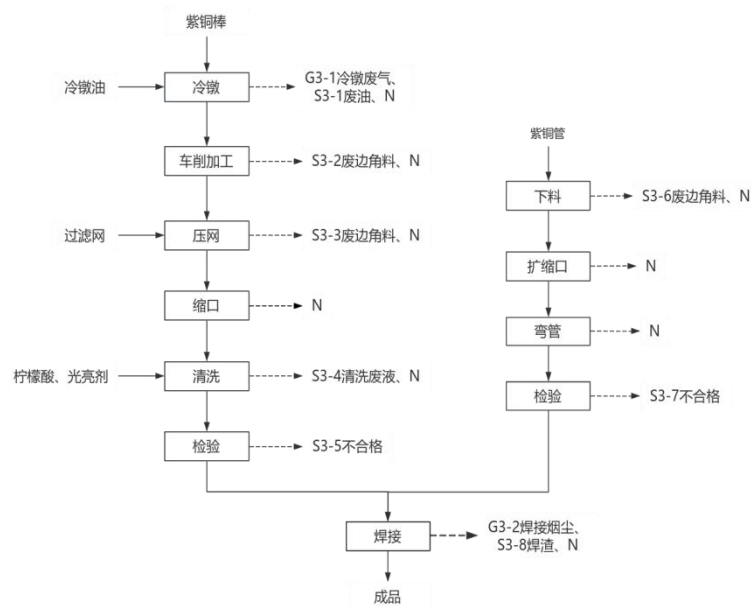 紫铜棒
冷镦油
冷镦
G3-1冷镦废气、
S3-1废油、N
车削加工
S3-2废边角料、N
过滤网
压网
S3-3废边角料、N
缩口
N
柠檬酸、光亮剂
清洗
S3-4清洗废液、N
检验
S3-5不合格
紫铜管
下料
S3-6废边角料、N
扩缩口
N
弯管
N
检验
S3-7不合格
焊接
G3-2焊接烟尘、
S3-8焊渣、N
成品